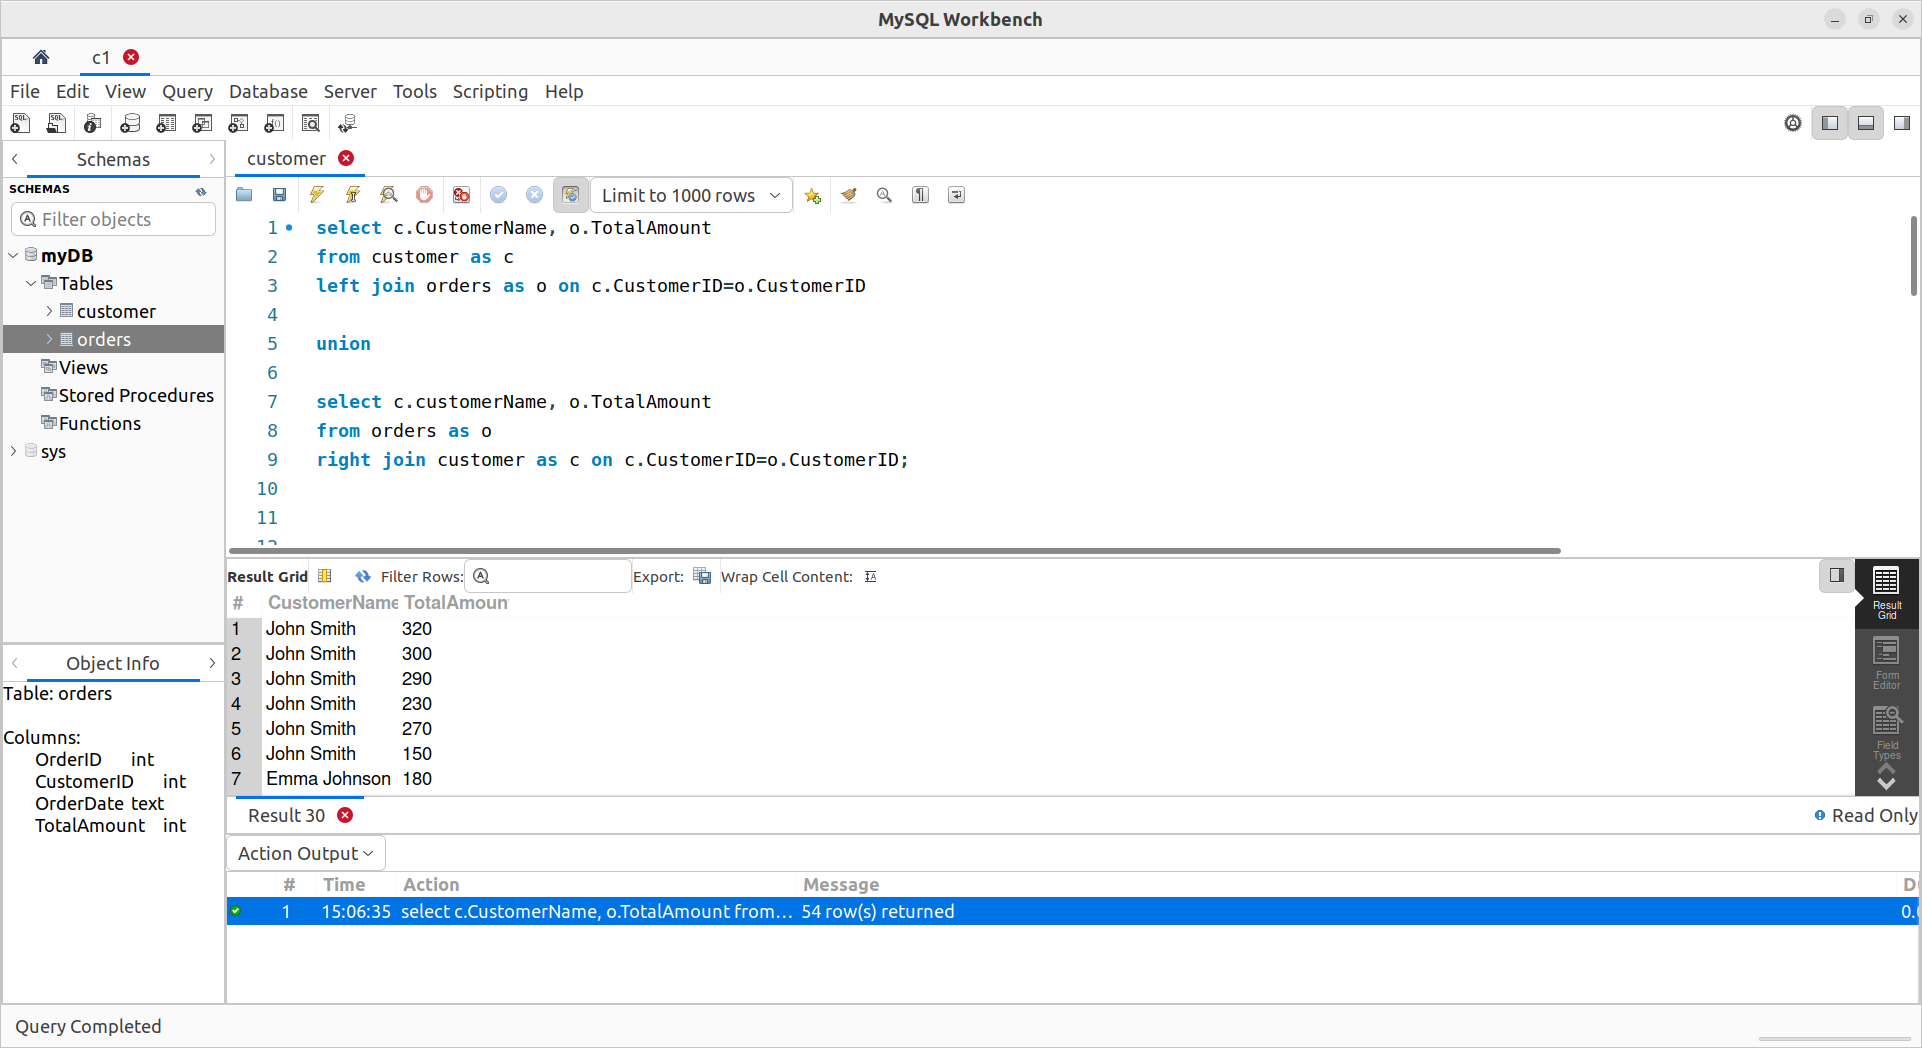 MySQL Workbench
c1
File Edit View Query Database Server Tools Scripting Help
Schemas
SCHEMAS
Filter objects
myDB
Tables
customer
orders
Views
Stored Procedures
Functions
sys
customer
Limit to 1000 rows
1 select c.CustomerName, o.TotalAmount
2 from customer as c
3 left join orders as o on c.CustomerID=o.CustomerID
4
5 union
6
7 select c.customerName, o.TotalAmount
8 from orders as o
9 right join customer as c on c.CustomerID=o.CustomerID;
10
11
12
Result Grid Filter Rows: Export: Wrap Cell Content:
# CustomerName TotalAmoun
1 John Smith 320
2 John Smith 300
3 John Smith 290
4 John Smith 230
5 John Smith 270
6 John Smith 150
7 Emma Johnson 180
Result
Grid
Form
Editor
Field
Types
Result 30
Read Only
Object Info
Table: orders
Columns:
OrderID int
CustomerID int
OrderDate text
TotalAmount int
Action Output
# Time Action Message D
1 15:06:35 select c.CustomerName, o.TotalAmount from... 54 row(s) returned 0.
Query Completed